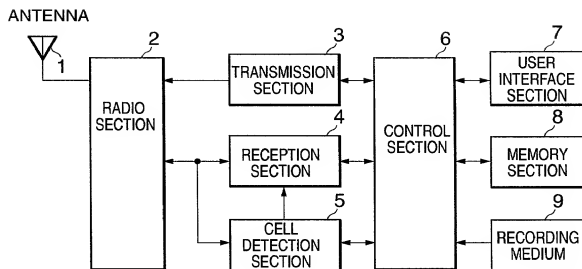 ANTENNA
1
2
RADIO
SECTION
3
TRANSMISSION
SECTION
4
RECEPTION
SECTION
5
CELL
DETECTION
SECTION
6
CONTROL
SECTION
7
USER
INTERFACE
SECTION
8
MEMORY
SECTION
9
RECORDING
MEDIUM